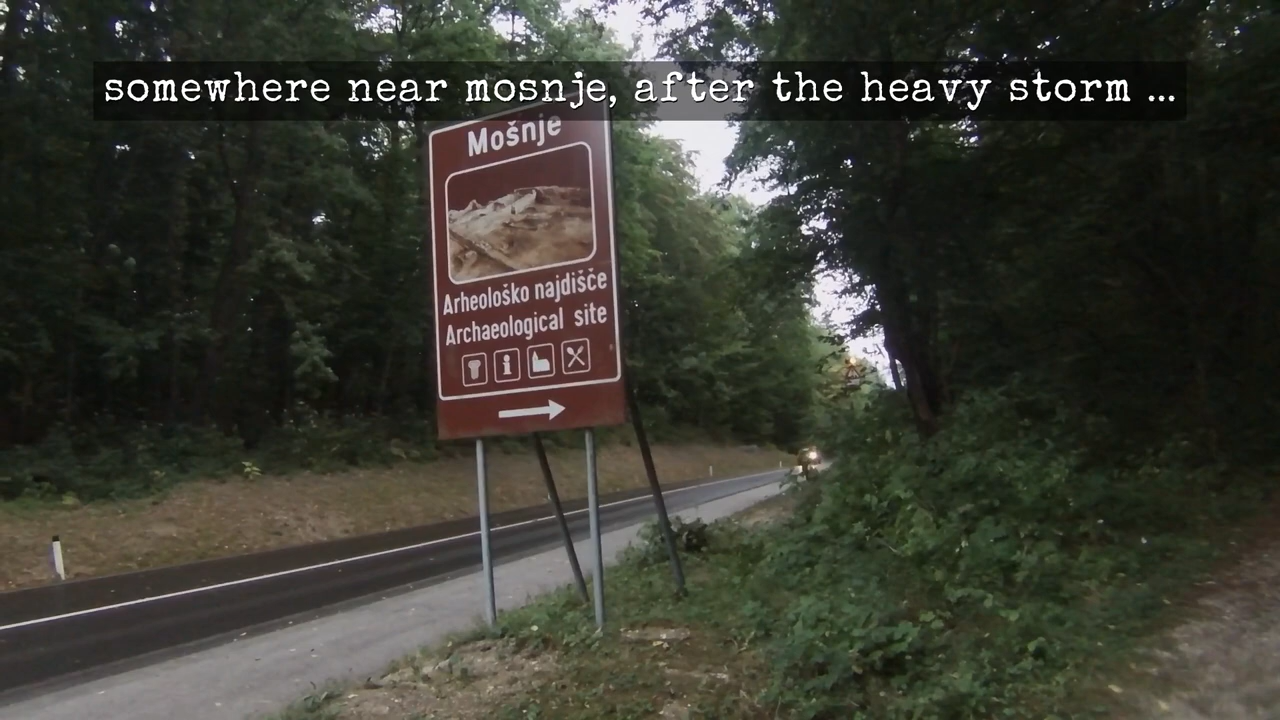 somewhere near mosnje, after the heavy storm ...
Mošnje
Arheološko najdišče
Archaeological site